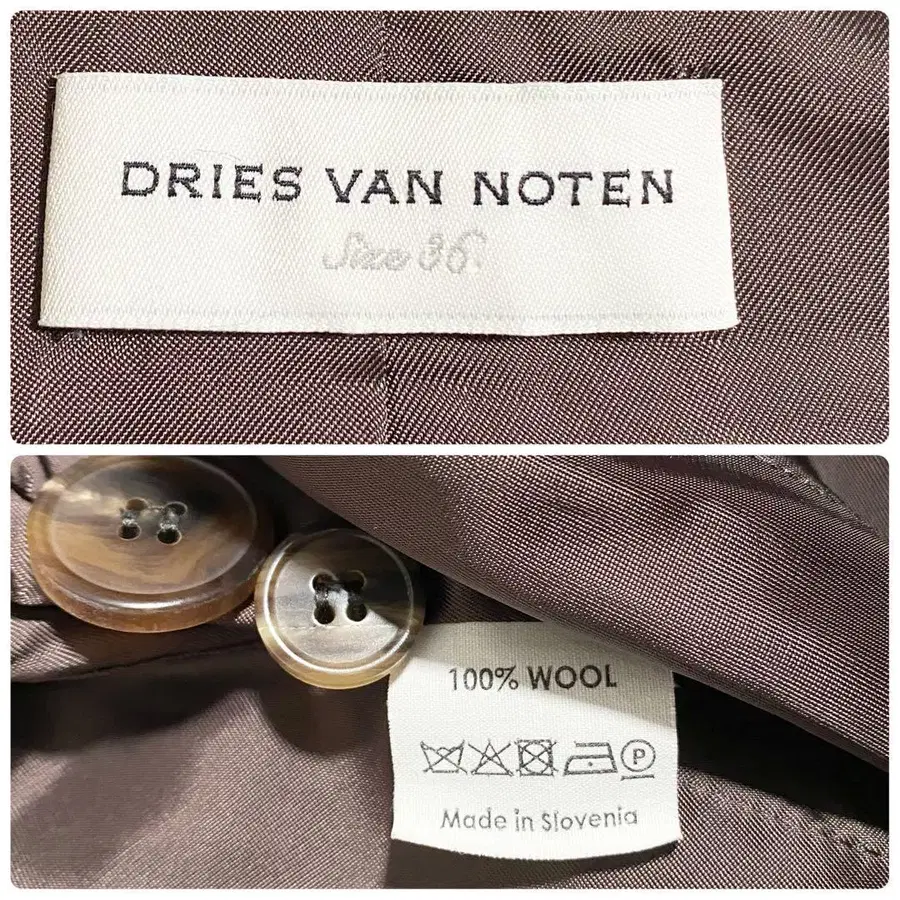 DRIES VAN NOTEN
Size 36
100% WOOL
P
Made in Slovenia